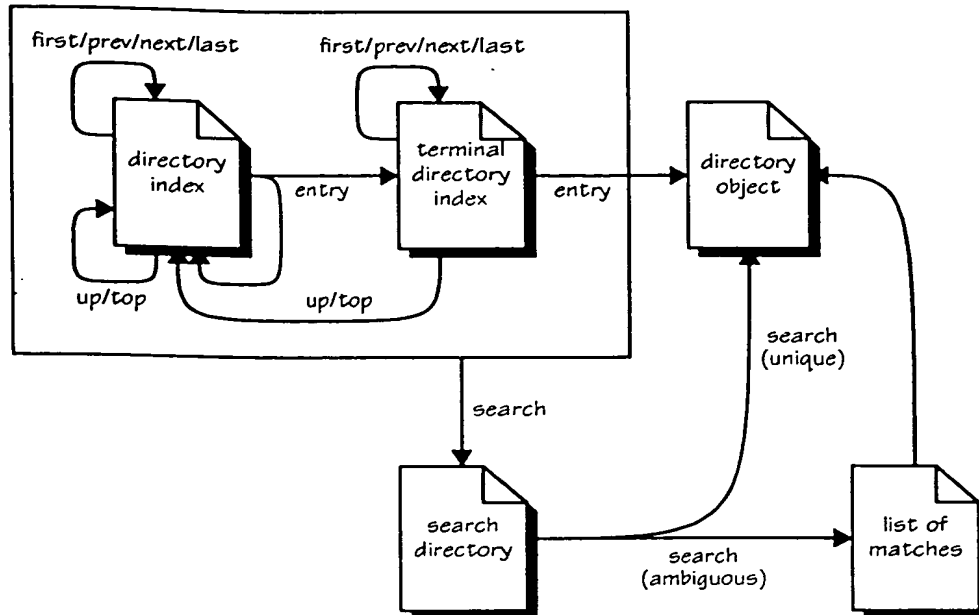 first/prev/next/last
first/prev/next/last
directory
index
terminal
directory
index
directory
object
entry
entry
up/top
up/top
search
(unique)
search
search
directory
list of
matches
search
(ambiguous)